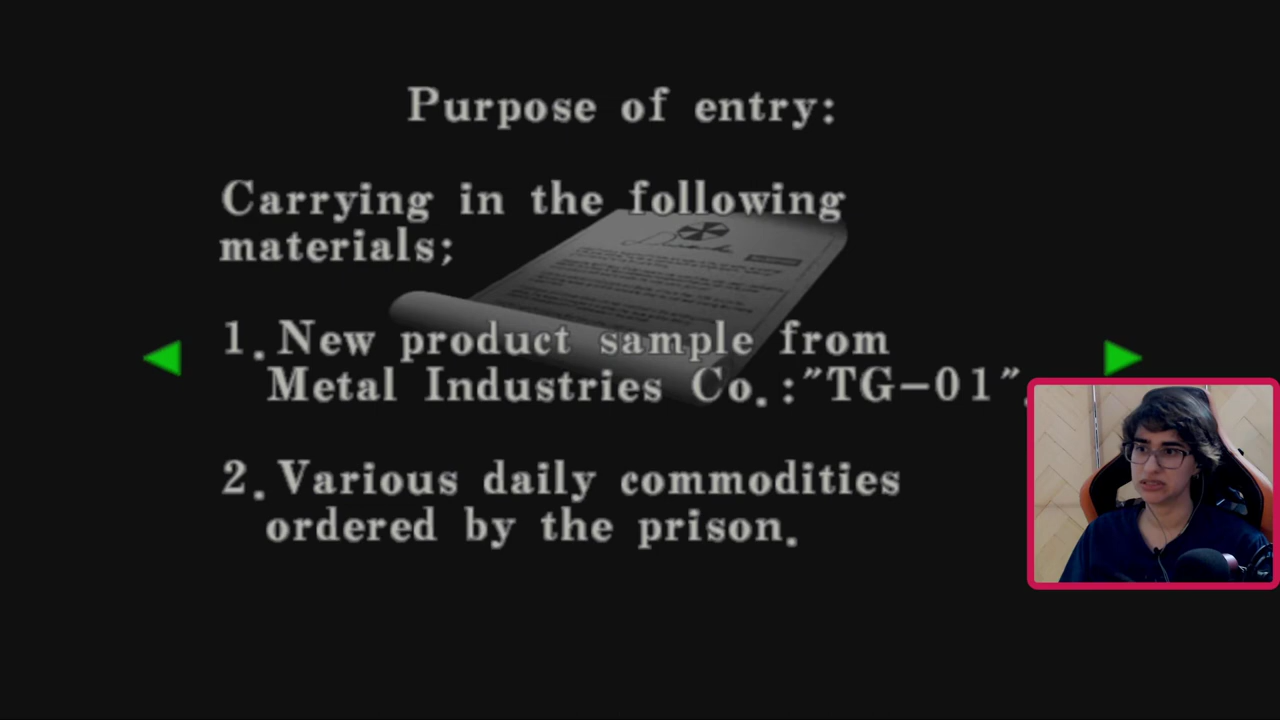 Purpose of entry:
Carrying in the following
materials;
1.New product sample from
Metal Industries Co.:"TG-01".
2.Various daily commodities
ordered by the prison.